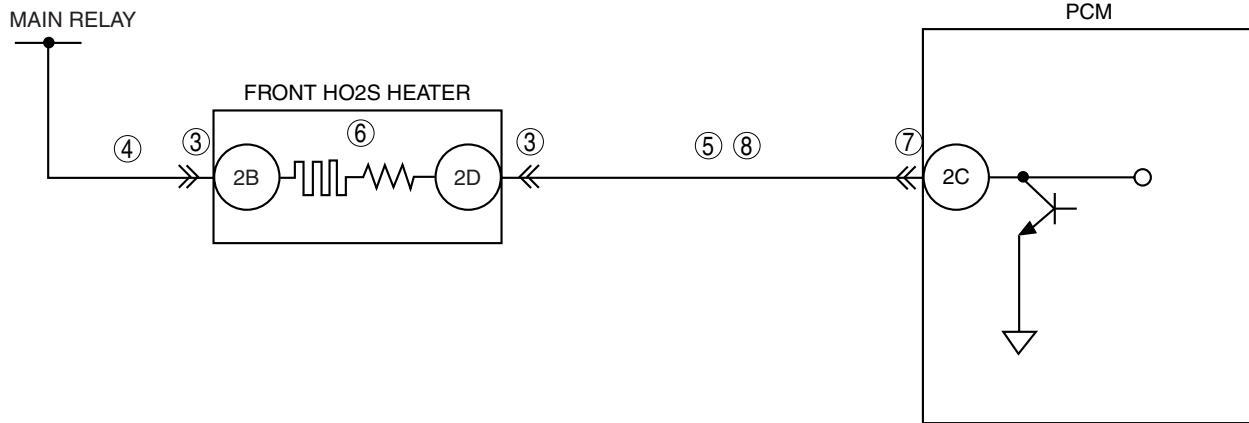 MAIN RELAY
PCM
FRONT HO2S HEATER
④ ③ ⑥ ③ ⑤ ⑧ ⑦
2B 2D 2C